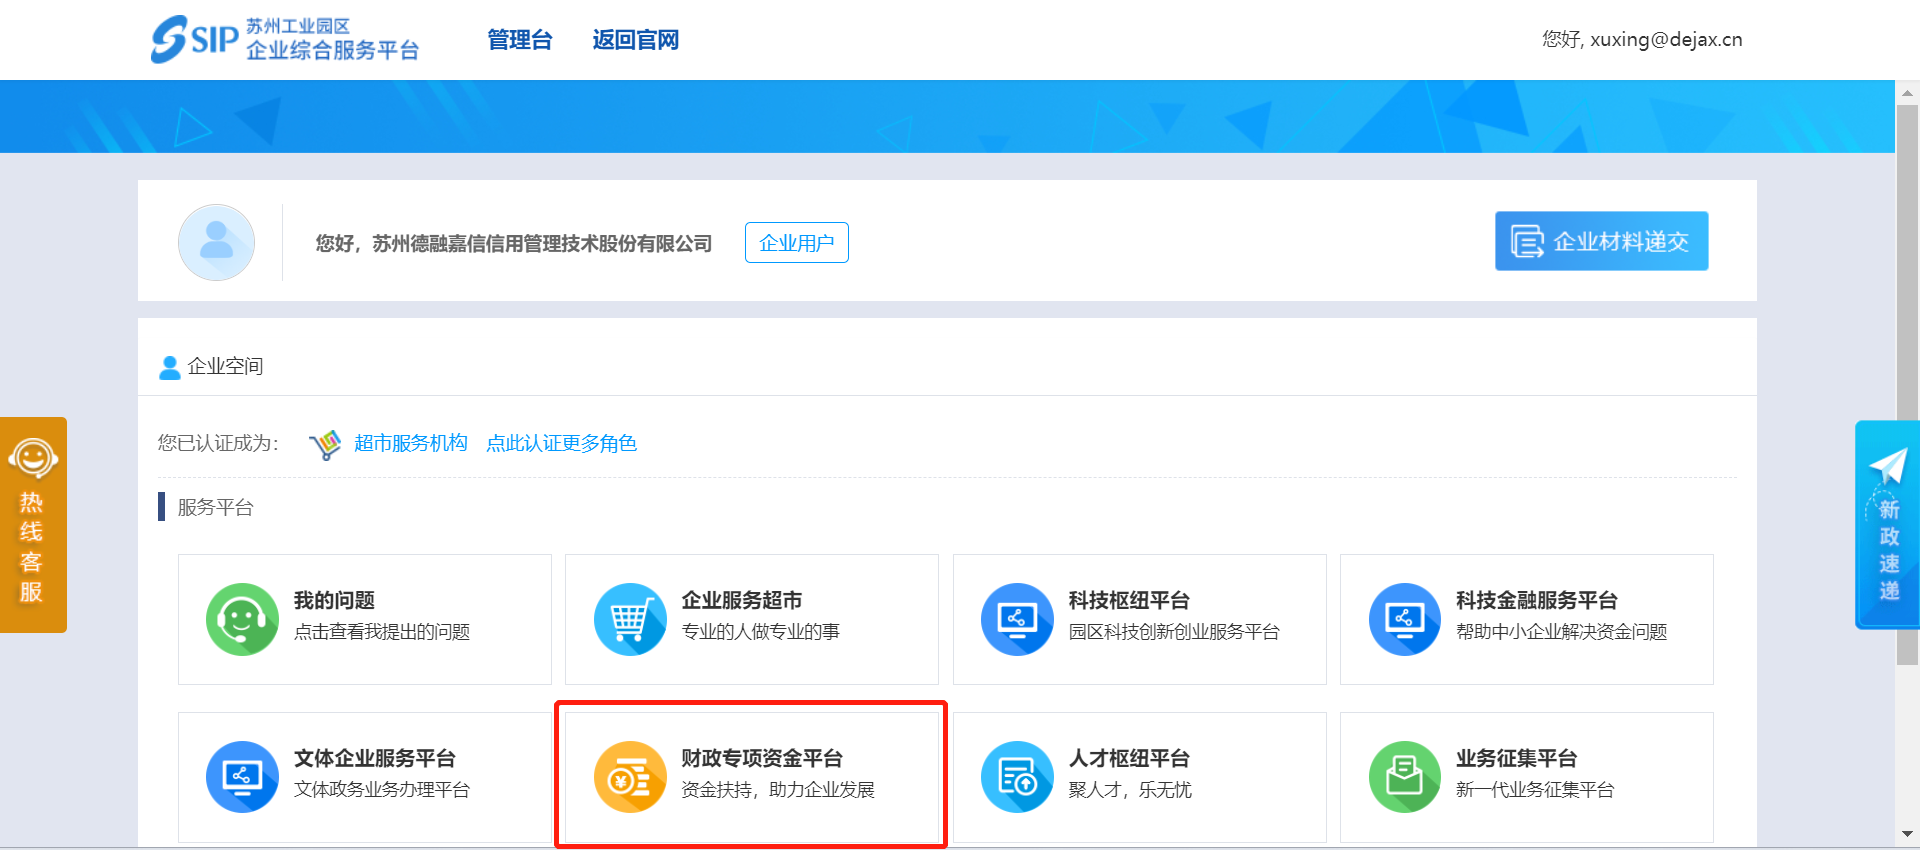 SIP 苏州工业园区
企业综合服务平台
管理台 返回官网
您好, xuxing@dejax.cn
您好，苏州德融嘉信信用管理技术股份有限公司
企业用户
企业材料递交
企业空间
您已认证成为： 超市服务机构 点此认证更多角色
服务平台
我的问题
点击查看我提出的问题
企业服务超市
专业的人做专业的事
科技枢纽平台
园区科技创新创业服务平台
科技金融服务平台
帮助中小企业解决资金问题
文体企业服务平台
文体政务业务办理平台
财政专项资金平台
资金扶持，助力企业发展
人才枢纽平台
聚人才，乐无忧
业务征集平台
新一代业务征集平台
热线客服
新政速递